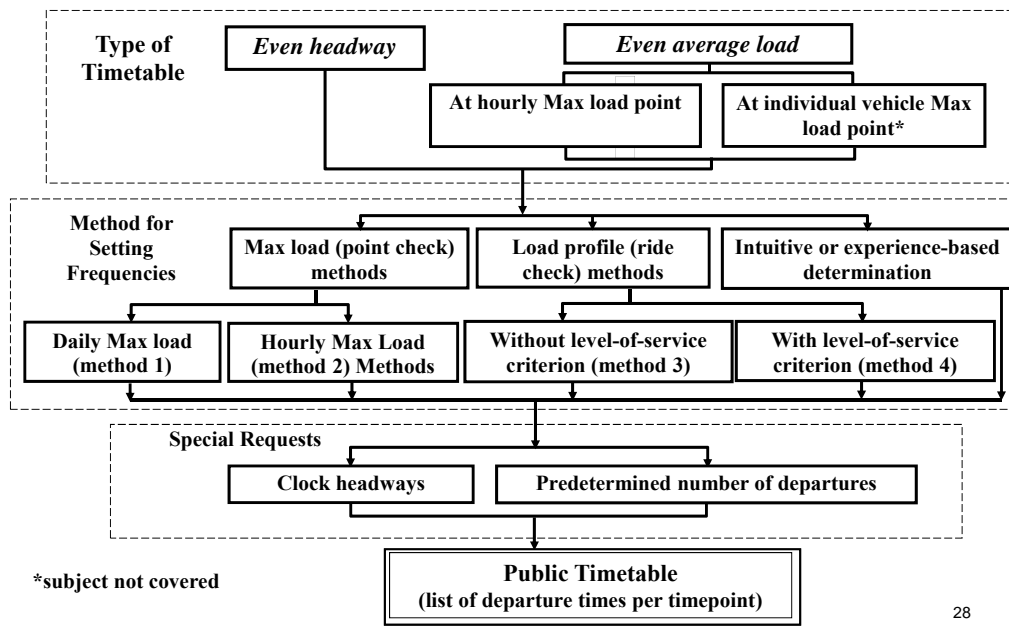 Type of
Timetable
Even headway
Even average load
At hourly Max load point
At individual vehicle Max
load point*
Method for
Setting
Frequencies
Max load (point check)
methods
Load profile (ride
check) methods
Intuitive or experience-based
determination
Daily Max load
(method 1)
Hourly Max Load
(method 2) Methods
Without level-of-service
criterion (method 3)
With level-of-service
criterion (method 4)
Special Requests
Clock headways
Predetermined number of departures
*subject not covered
Public Timetable
(list of departure times per timepoint)
28